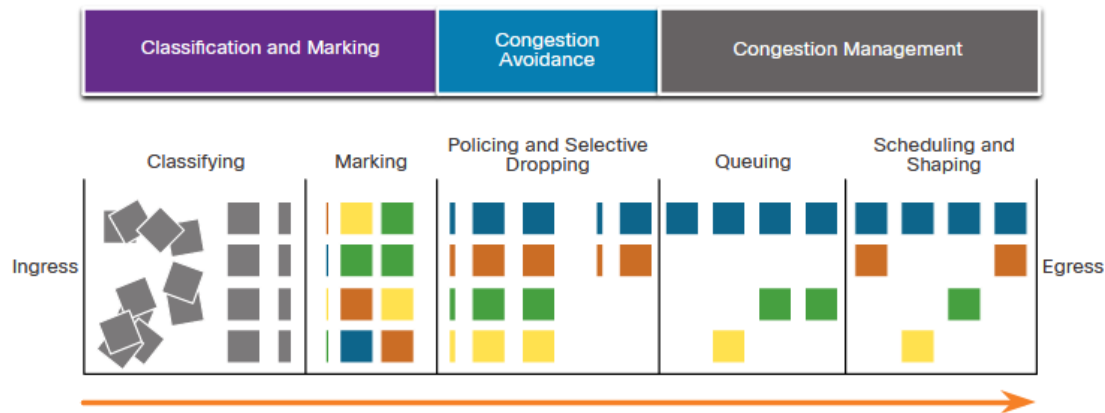 Classification and Marking
Congestion
Avoidance
Congestion Management
Classifying
Marking
Policing and Selective
Dropping
Queuing
Scheduling and
Shaping
Ingress
Egress